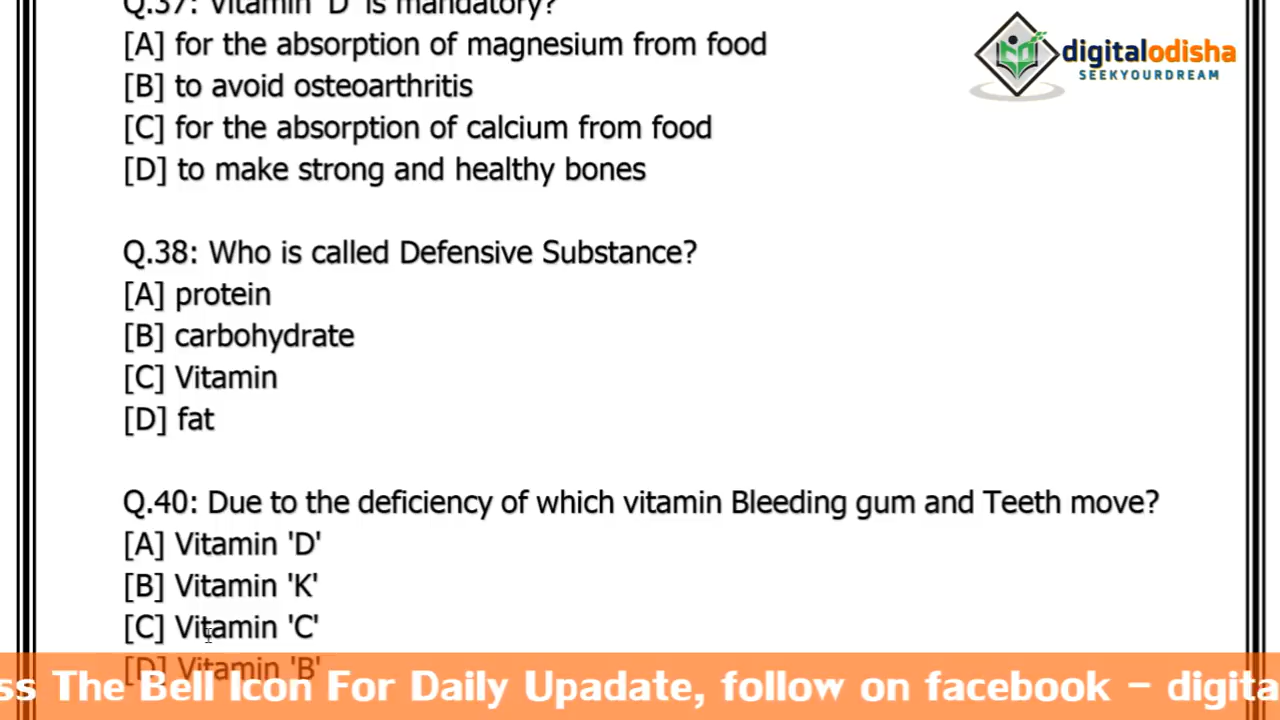 Q.37: Vitamin 'D' is mandatory?
[A] for the absorption of magnesium from food
[B] to avoid osteoarthritis
[C] for the absorption of calcium from food
[D] to make strong and healthy bones
digitalodisha
SEEKYOURDREAM
Q.38: Who is called Defensive Substance?
[A] protein
[B] carbohydrate
[C] Vitamin
[D] fat
Q.40: Due to the deficiency of which vitamin Bleeding gum and Teeth move?
[A] Vitamin 'D'
[B] Vitamin 'K'
[C] Vitamin 'C'
[D] Vitamin 'B'
ss The Bell Icon For Daily Upadate, follow on facebook – digita